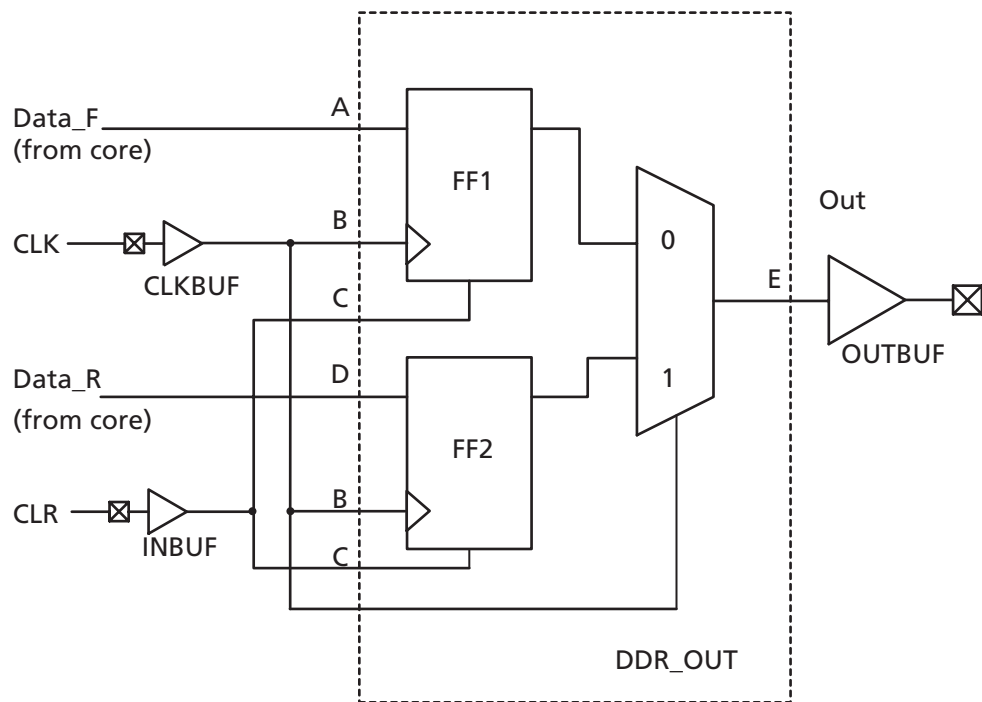 A
Data_F
(from core)
FF1
B
CLK
CLKBUF
C
0
Out
E
OUTBUF
Data_R
(from core)
D
1
FF2
B
CLR
INBUF
C
DDR_OUT